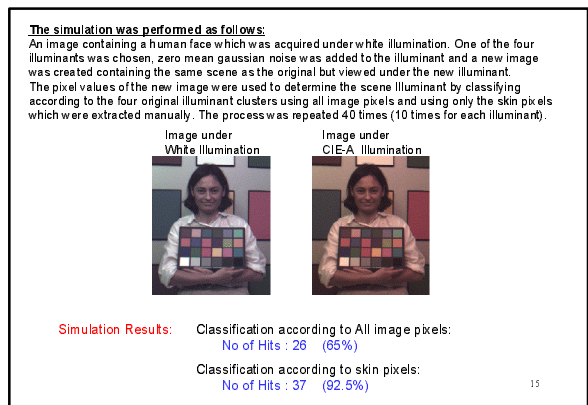 The simulation was performed as follows:
An image containing a human face which was acquired under white illumination. One of the four
illuminants was chosen, zero mean gaussian noise was added to the illuminant and a new image
was created containing the same scene as the original but viewed under the new illuminant.
The pixel values of the new image were used to determine the scene Illuminant by classifying
according to the four original illuminant clusters using all image pixels and using only the skin pixels
which were extracted manually. The process was repeated 40 times (10 times for each illuminant).
Image under
White Illumination
Image under
CIE-A Illumination
Simulation Results:
Classification according to All image pixels:
No of Hits : 26 (65%)
Classification according to skin pixels:
No of Hits : 37 (92.5%)
15